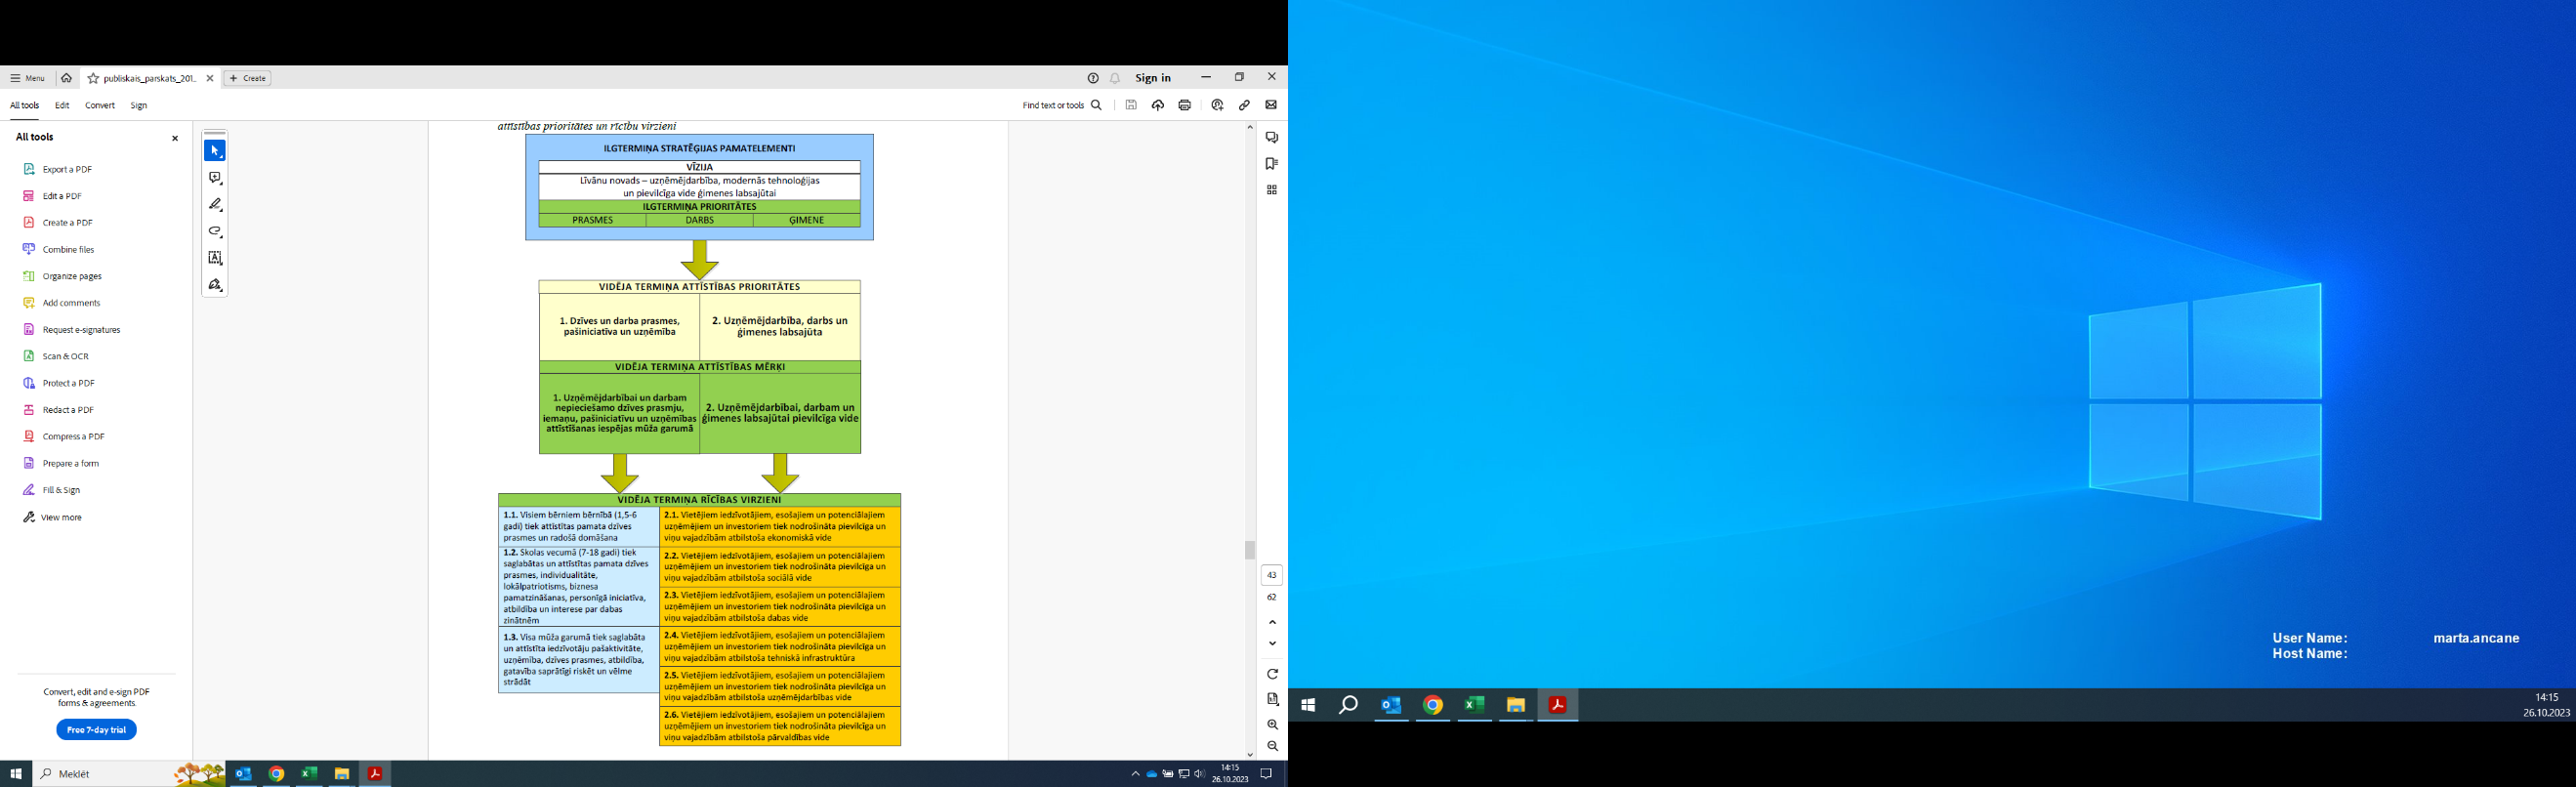 Menu
publiskais_parskats_201...
Create
Sign in
All tools
Edit
Convert
Sign
Find text or tools
All tools
Export a PDF
Edit a PDF
Create a PDF
Combine files
Organize pages
Add comments
Request e-signatures
Scan & OCR
Protect a PDF
Redact a PDF
Compress a PDF
Prepare a form
Fill & Sign
View more
Convert, edit and e-sign PDF
forms & agreements.
Free 7-day trial
attīstības prioritātes un rīcību virzieni
ILGTERMIŅA STRATĒĢIJAS PAMATELEMENTI
VĪZIJA
Līvānu novads – uzņēmējdarbība, modernās tehnoloģijas
un pievilcīga vide ģimenes labsajūtai
ILGTERMIŅA PRIORITĀTES
PRASMES
DARBS
ĢIMENE
VIDĒJA TERMIŅA ATTĪSTĪBAS PRIORITĀTES
1. Dzīves un darba prasmes,
pašiniciatīva un uzņēmība
2. Uzņēmējdarbība, darbs un
ģimenes labsajūta
VIDĒJA TERMIŅA ATTĪSTĪBAS MĒRĶI
1. Uzņēmējdarbībai un darbam
nepieciešamo dzīves prasmju,
iemaņu, pašiniciatīvu un uzņēmības
attīstīšanas iespējas mūža garumā
2. Uzņēmējdarbībai, darbam un
ģimenes labsajūtai pievilcīga vide
VIDĒJA TERMIŅA RĪCĪBAS VIRZIENI
1.1. Visiem bērniem bērnībā (1,5-6
gadi) tiek attīstītas pamata dzīves
prasmes un radošā domāšana
1.2. Skolas vecumā (7-18 gadi) tiek
saglabātas un attīstītas pamata dzīves
prasmes, individualitāte,
lokālpatriotisms, biznesa
pamatzināšanas, personīgā iniciatīva,
atbildība un interese par dabas
zinātnēm
1.3. Visa mūža garumā tiek saglabāta
un attīstīta iedzīvotāju pašaktivitāte,
uzņēmība, dzīves prasmes, atbildība,
gatavība saprātīgi riskēt un vēlme
strādāt
2.1. Vietējiem iedzīvotājiem, esošajiem un potenciālajiem
uzņēmējiem un investoriem tiek nodrošināta pievilcīga un
viņu vajadzībām atbilstoša ekonomiskā vide
2.2. Vietējiem iedzīvotājiem, esošajiem un potenciālajiem
uzņēmējiem un investoriem tiek nodrošināta pievilcīga un
viņu vajadzībām atbilstoša sociālā vide
2.3. Vietējiem iedzīvotājiem, esošajiem un potenciālajiem
uzņēmējiem un investoriem tiek nodrošināta pievilcīga un
viņu vajadzībām atbilstoša dabas vide
2.4. Vietējiem iedzīvotājiem, esošajiem un potenciālajiem
uzņēmējiem un investoriem tiek nodrošināta pievilcīga un
viņu vajadzībām atbilstoša tehniskā infrastruktūra
2.5. Vietējiem iedzīvotājiem, esošajiem un potenciālajiem
uzņēmējiem un investoriem tiek nodrošināta pievilcīga un
viņu vajadzībām atbilstoša uzņēmējdarbības vide
2.6. Vietējiem iedzīvotājiem, esošajiem un potenciālajiem
uzņēmējiem un investoriem tiek nodrošināta pievilcīga un
viņu vajadzībām atbilstoša pārvaldības vide
43
62
Meklēt
14:15
26.10.2023
User Name: marta.ancane
Host Name:
14:15
26.10.2023